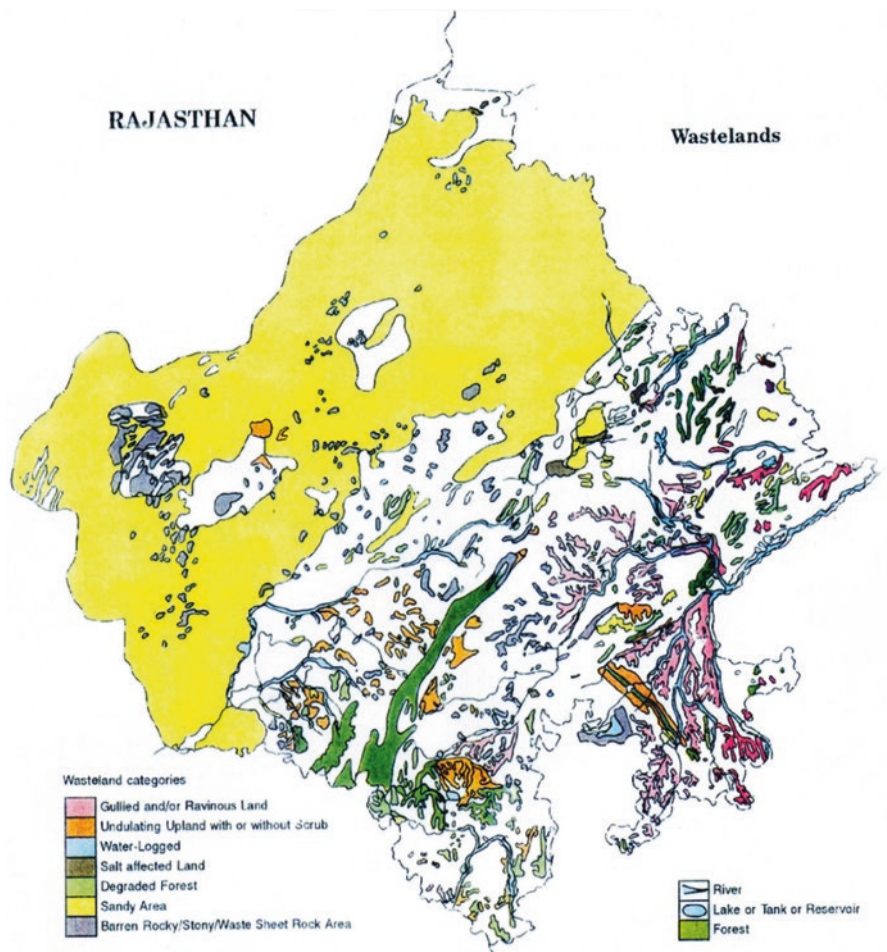 RAJASTHAN
Wastelands
Wasteland categories
Gullied and/or Ravinous Land
Undulating Upland with or without Scrub
Water-Logged
Salt affected Land
Degraded Forest
Sandy Area
Barren Rocky/Stony/Waste Sheet Rock Area
River
Lake or Tank or Reservoir
Forest